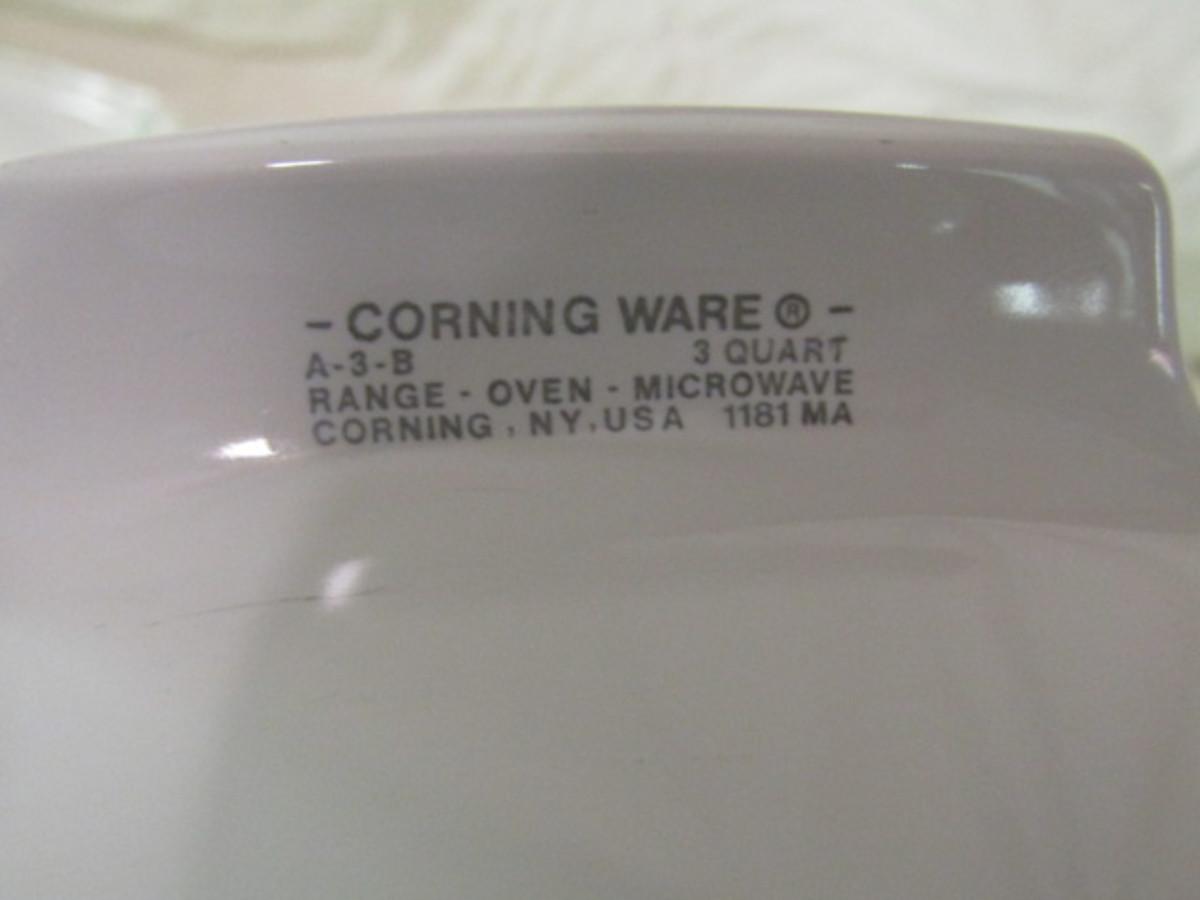 - CORNING WARE ® -
A-3-B 3 QUART
RANGE - OVEN - MICROWAVE
CORNING, NY, USA 1181 MA